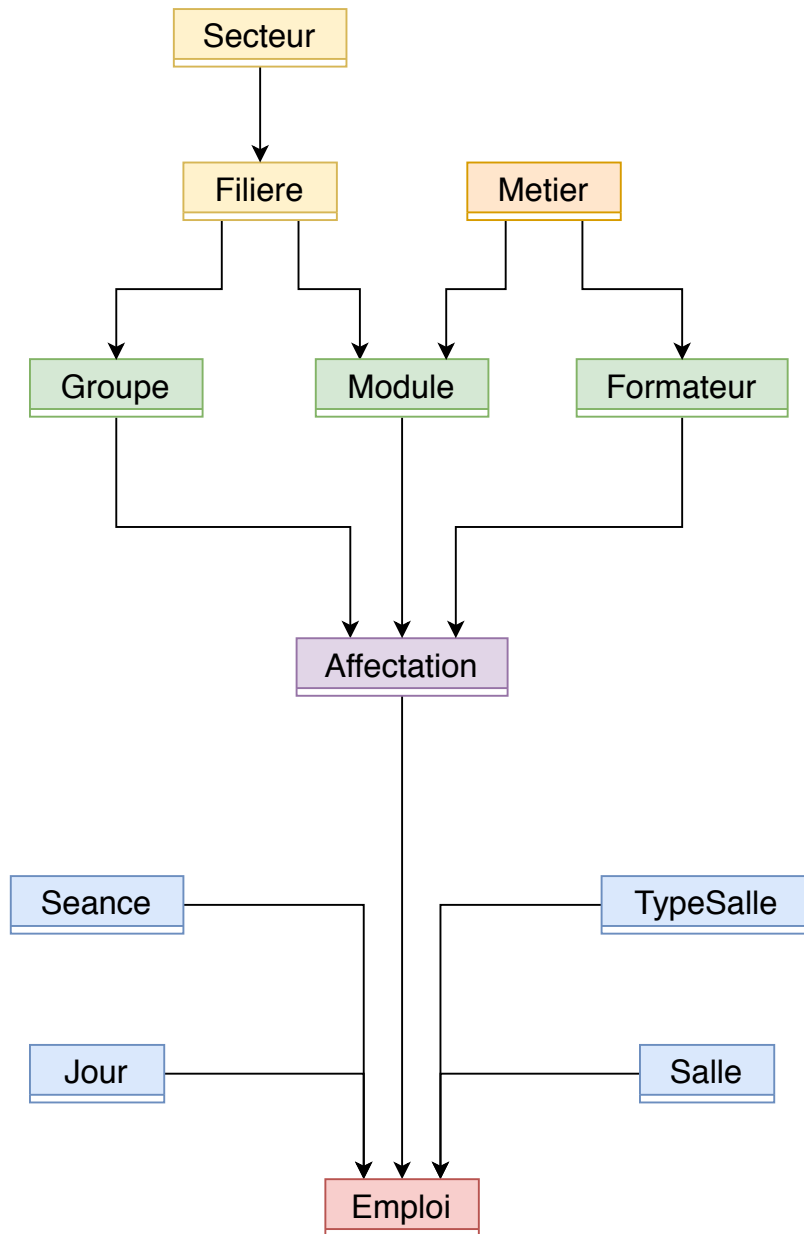 Secteur
Filiere
Metier
Groupe
Module
Formateur
Affectation
Seance
TypeSalle
Jour
Salle
Emploi